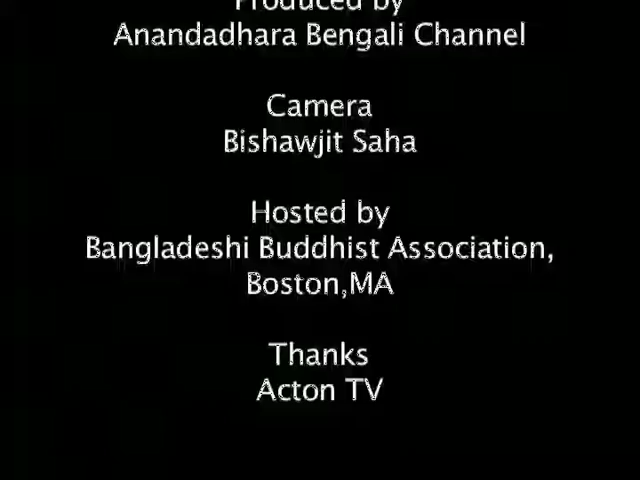 Produced by
Anandadhara Bengali Channel
Camera
Bishawjit Saha
Hosted by
Bangladeshi Buddhist Association,
Boston,MA
Thanks
Acton TV